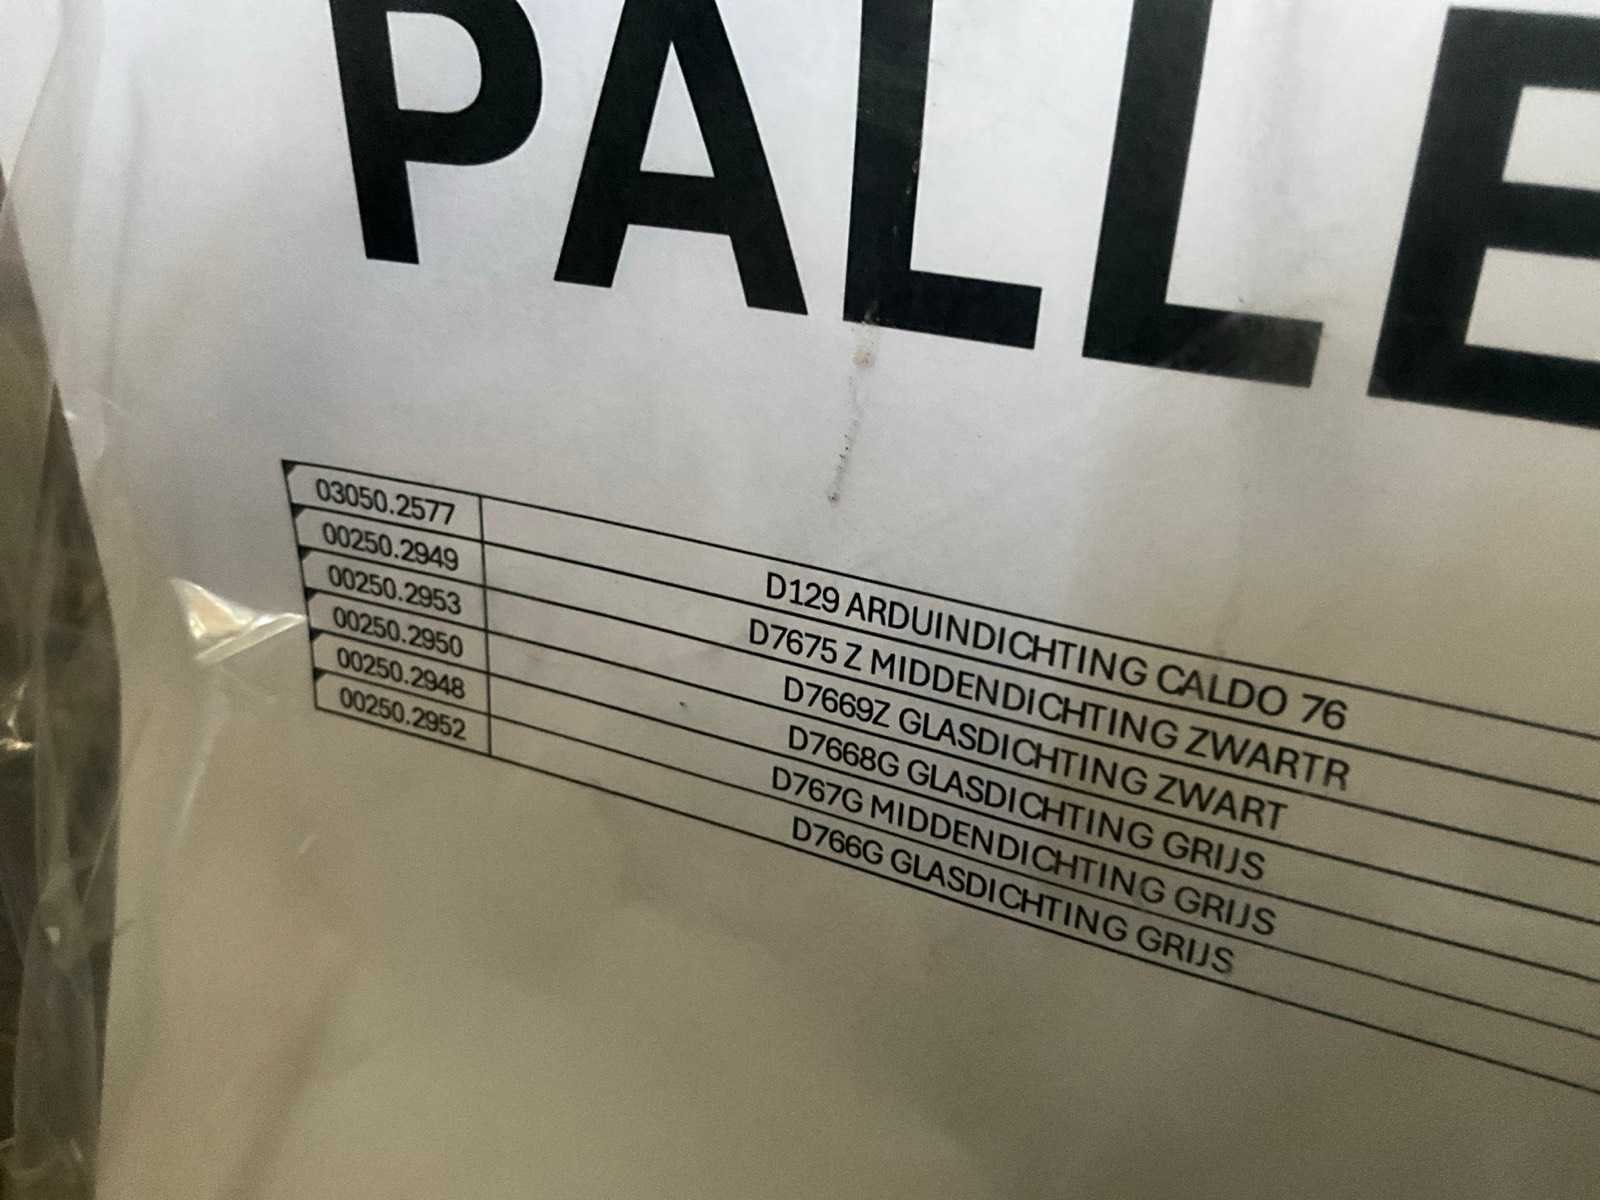 PALLE
03050.2577 D129 ARDUINDICHTING CALDO 76
00250.2949 D7675 Z MIDDENDICHTING ZWARTR
00250.2953 D7669Z GLASDICHTING ZWART
00250.2950 D7668G GLASDICHTING GRIJS
00250.2948 D767G MIDDENDICHTING GRIJS
00250.2952 D766G GLASDICHTING GRIJS